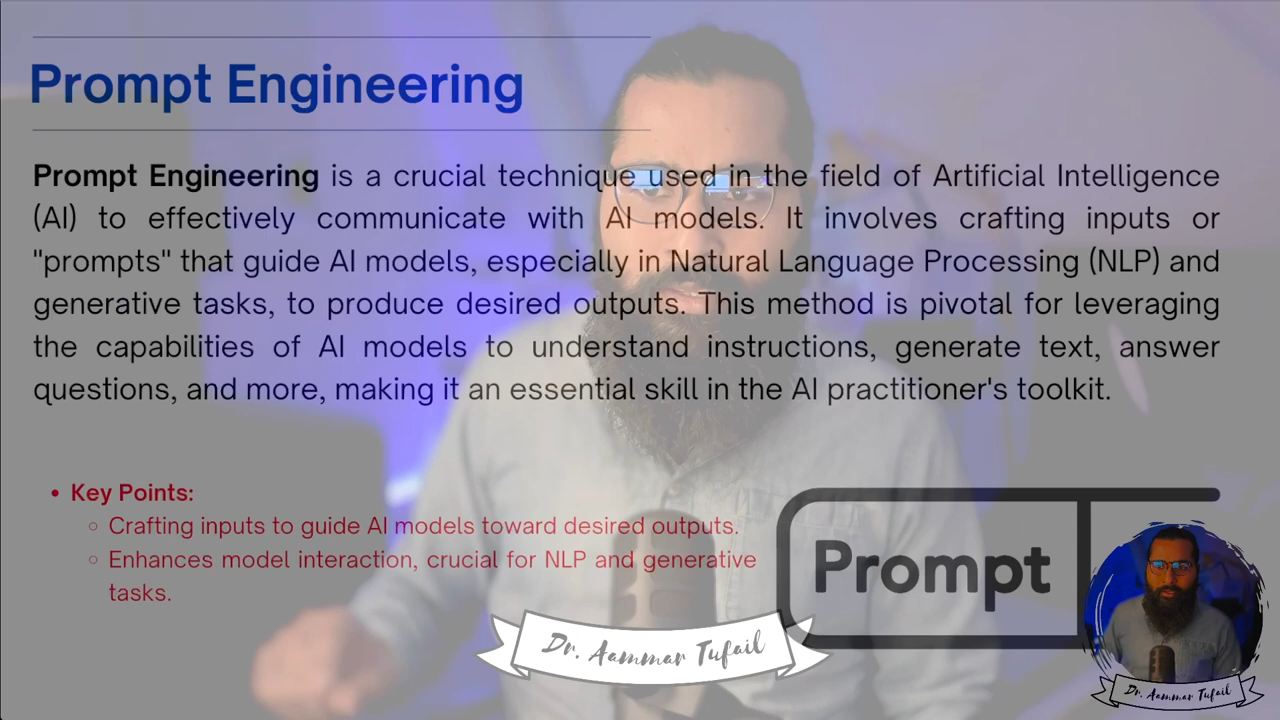 Prompt Engineering
Prompt Engineering is a crucial technique used in the field of Artificial Intelligence
(AI) to effectively communicate with AI models. It involves crafting inputs or
"prompts" that guide AI models, especially in Natural Language Processing (NLP) and
generative tasks, to produce desired outputs. This method is pivotal for leveraging
the capabilities of AI models to understand instructions, generate text, answer
questions, and more, making it an essential skill in the AI practitioner's toolkit.
• Key Points:
○ Crafting inputs to guide AI models toward desired outputs.
○ Enhances model interaction, crucial for NLP and generative
tasks.
Prompt
Dr. Aammar Tufail
Dr. Aammar Tufail